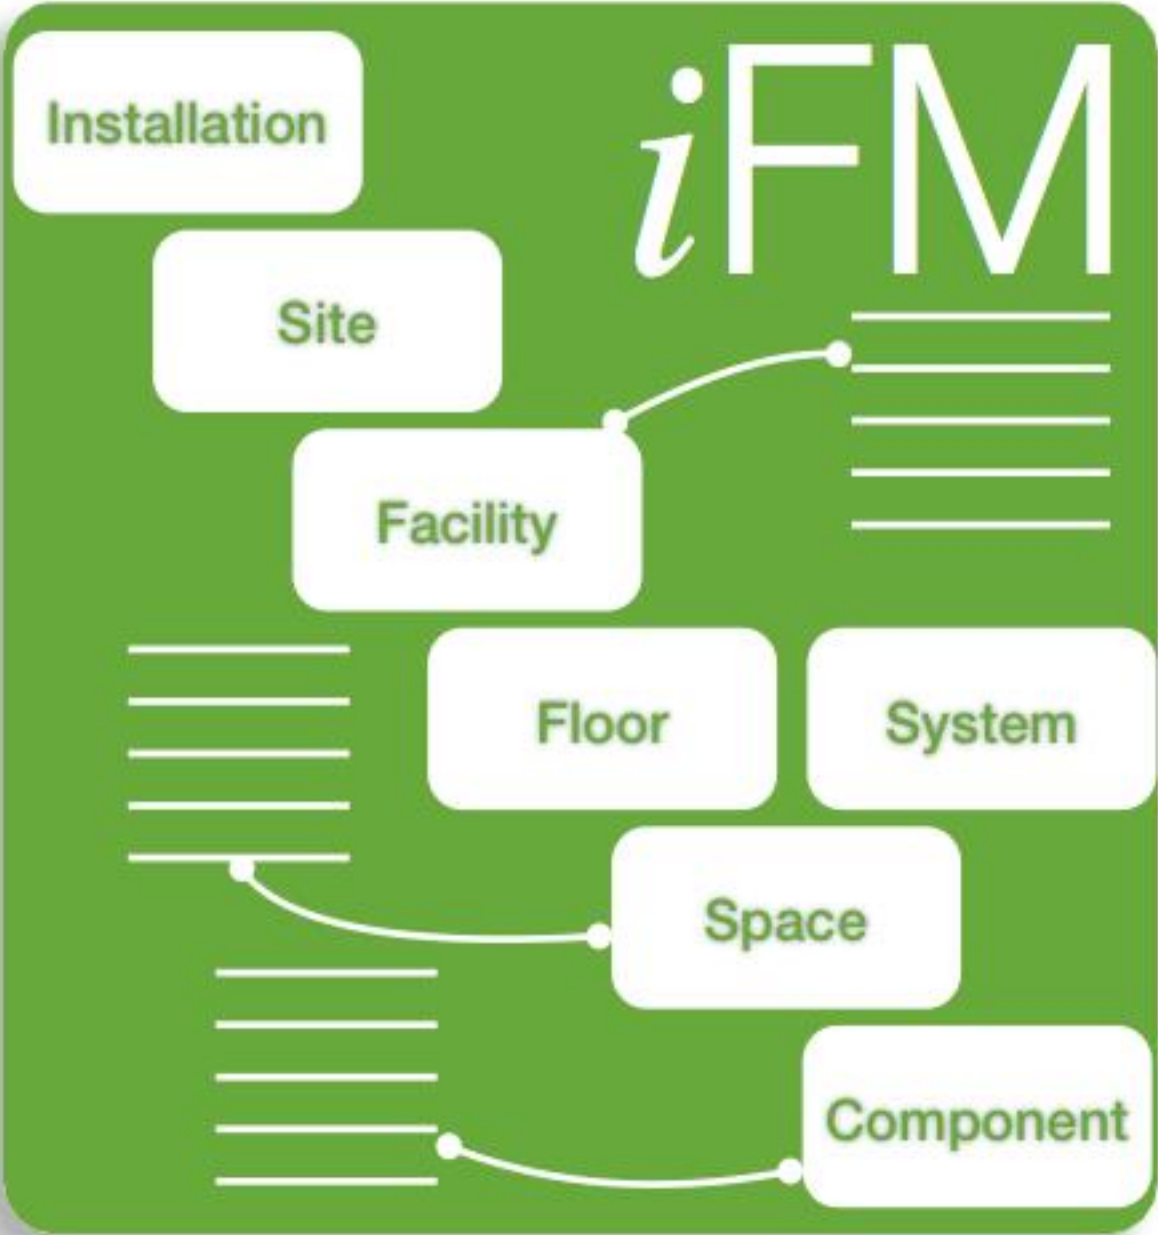 Installation
iFM
Site
Facility
Floor
System
Space
Component